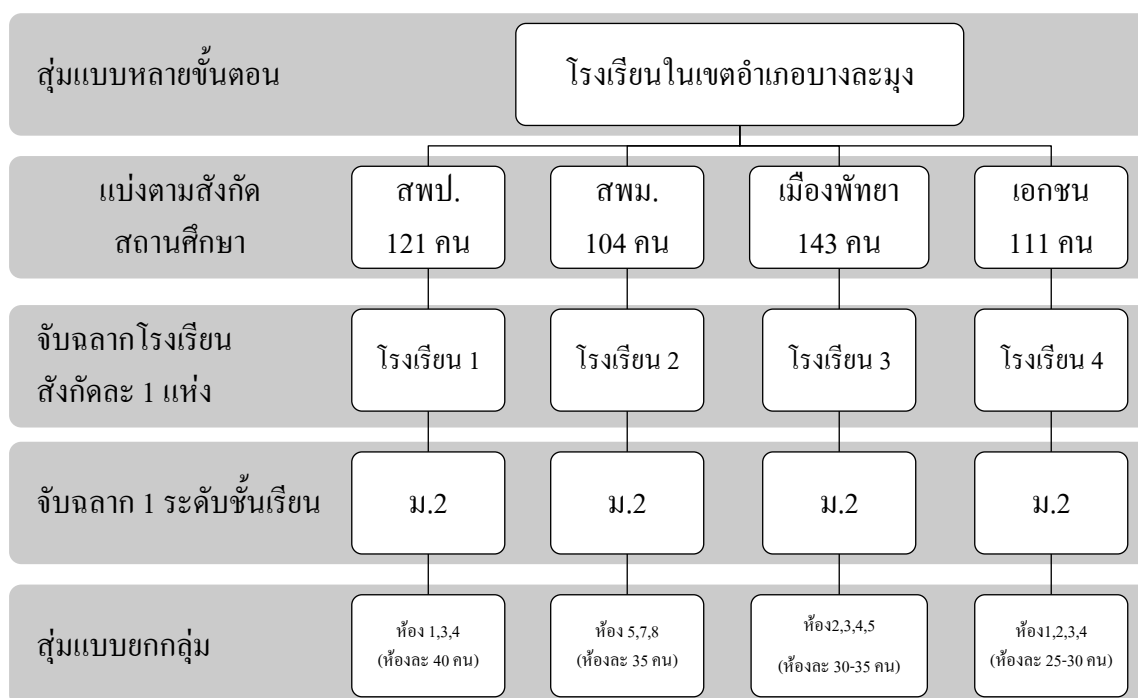 สุ่มแบบหลายขั้นตอน
โรงเรียนในเขตอำเภอบางละมุง
แบ่งตามสังกัด
สถานศึกษา
สพป.
121 คน
สพม.
104 คน
เมืองพัทยา
143 คน
เอกชน
111 คน
จับฉลากโรงเรียน
สังกัดละ 1 แห่ง
โรงเรียน 1
โรงเรียน 2
โรงเรียน 3
โรงเรียน 4
จับฉลาก 1 ระดับชั้นเรียน
ม.2
ม.2
ม.2
ม.2
สุ่มแบบยกกลุ่ม
ห้อง 1,3,4
(ห้องละ 40 คน)
ห้อง 5,7,8
(ห้องละ 35 คน)
ห้อง2,3,4,5
(ห้องละ 30-35 คน)
ห้อง1,2,3,4
(ห้องละ 25-30 คน)